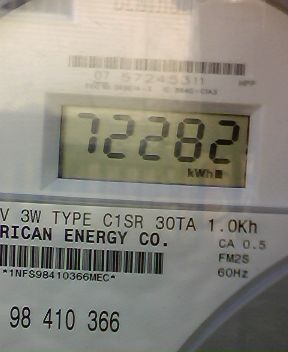 07 57245311
72282
kWh
V 3W TYPE C1SR 30TA 1.0Kh
RICAN ENERGY CO.
CA 0.5
FM2S
60Hz
*1NFS98410366MEC*
98 410 366